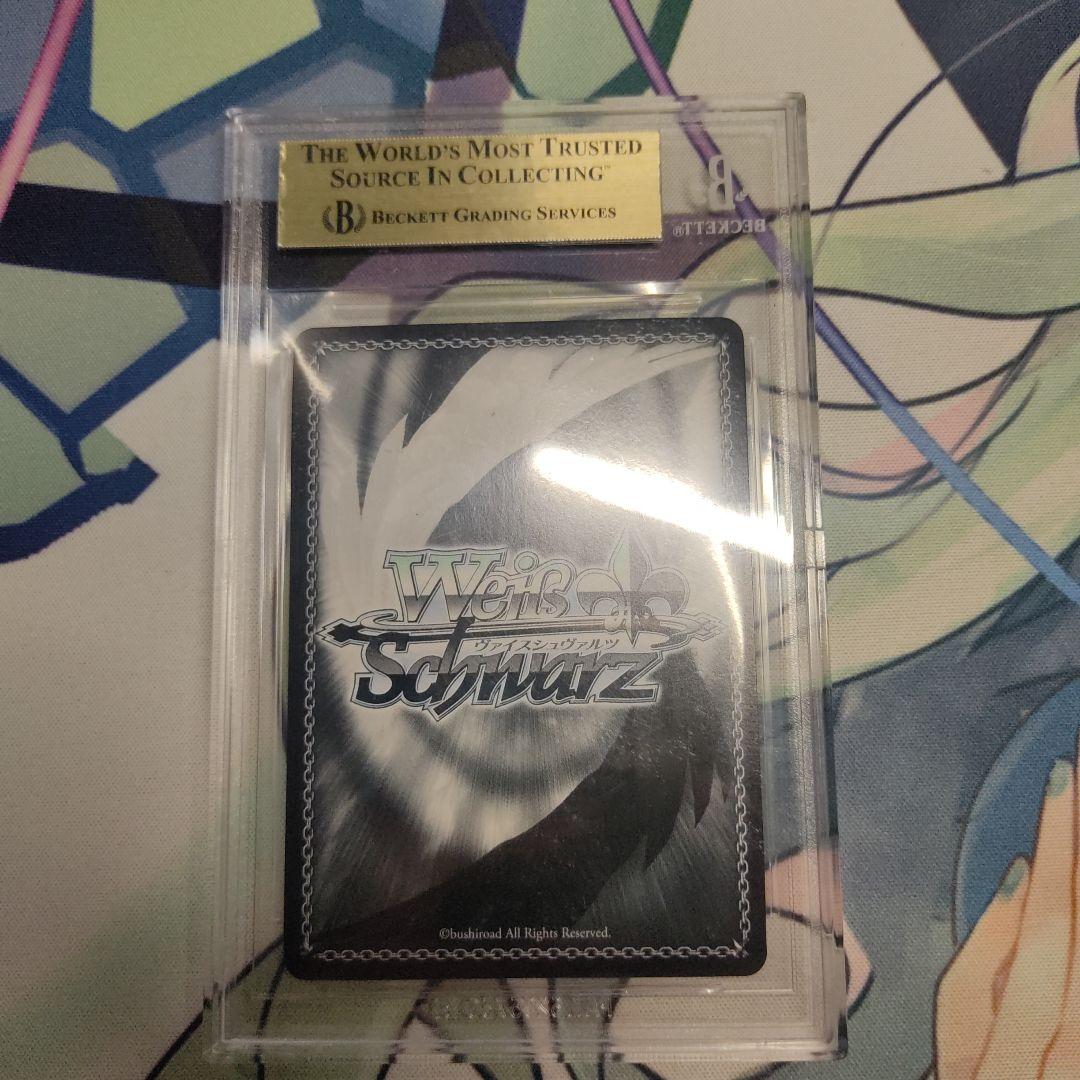 THE WORLD'S MOST TRUSTED
SOURCE IN COLLECTING™
B BECKETT GRADING SERVICES
B
BECKETT®
Weiß
ヴァイスシュヴァルツ
Schwarz
©bushiroad All Rights Reserved.